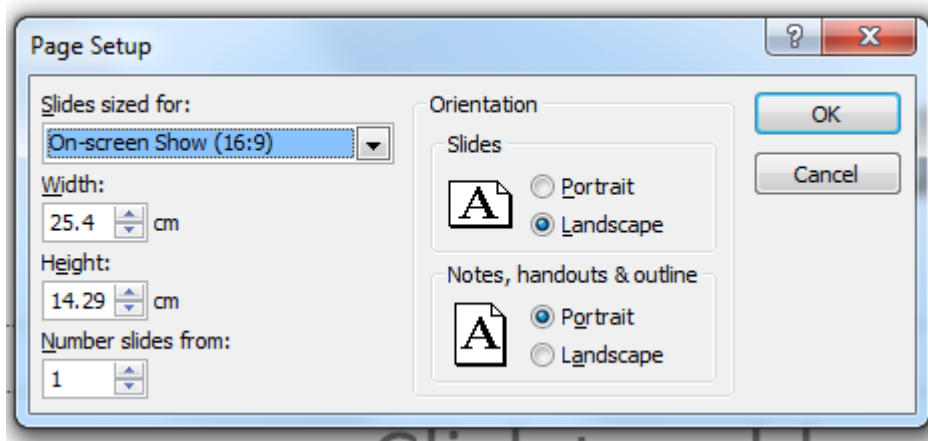 Page Setup
Slides sized for:
On-screen Show (16:9)
Width:
25.4 cm
Height:
14.29 cm
Number slides from:
1
Orientation
Slides
A
Portrait
Landscape
Notes, handouts & outline
A
Portrait
Landscape
OK
Cancel